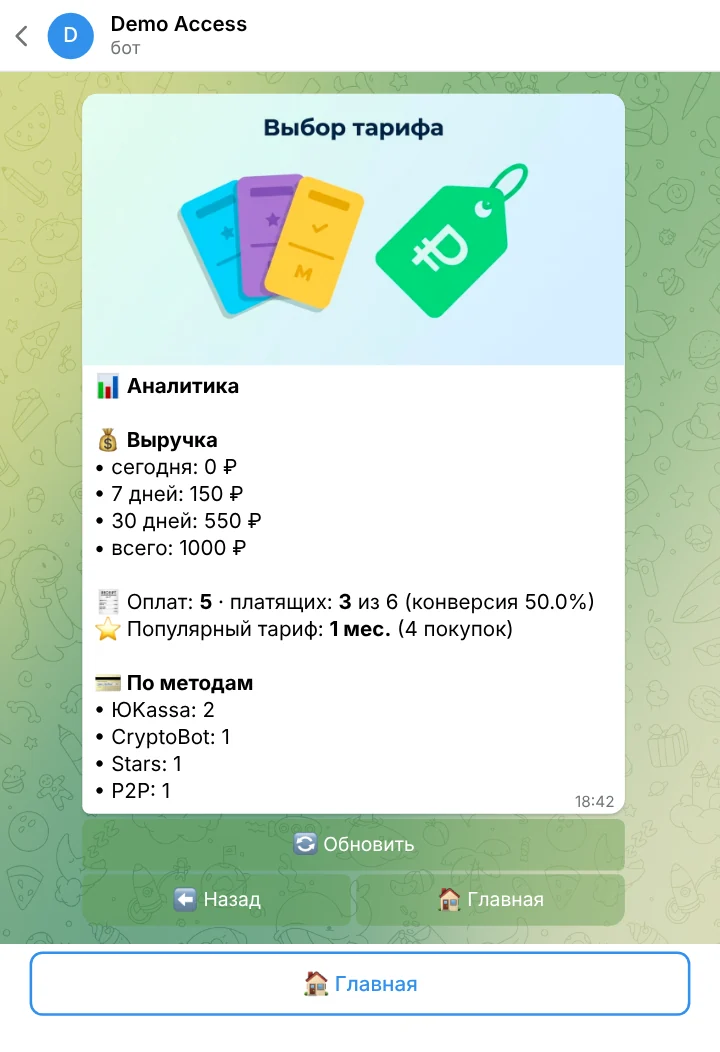 D
Demo Access
бот
Выбор тарифа
M
📊 Аналитика
💰 Выручка
• сегодня: 0 ₽
• 7 дней: 150 ₽
• 30 дней: 550 ₽
• всего: 1000 ₽
🧾 Оплат: 5 · платящих: 3 из 6 (конверсия 50.0%)
⭐ Популярный тариф: 1 мес. (4 покупок)
💳 По методам
• ЮKassa: 2
• CryptoBot: 1
• Stars: 1
• P2P: 1
18:42
🔄 Обновить
⬅️ Назад
🏠 Главная
🏠 Главная